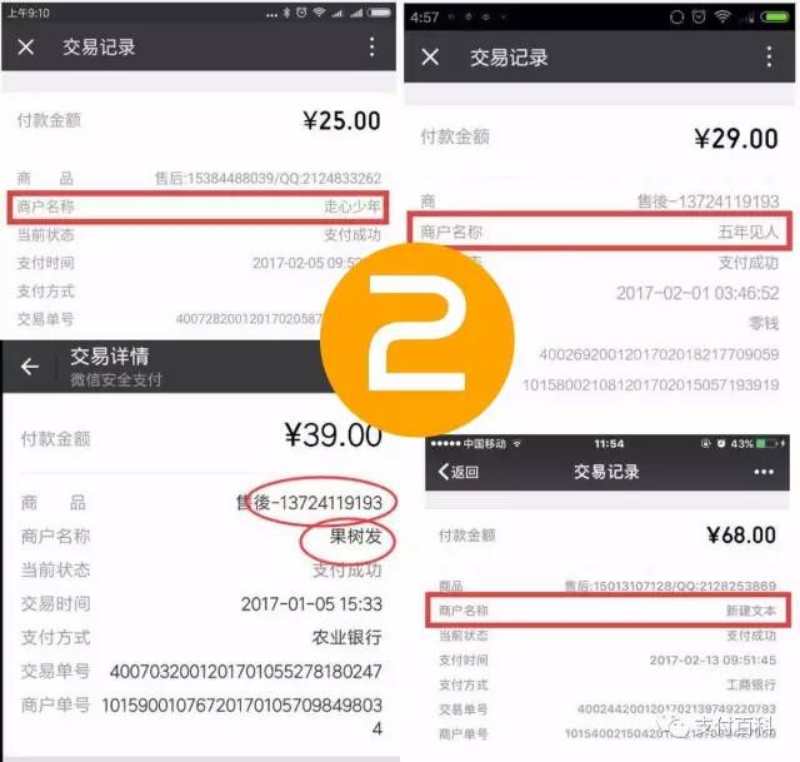 上午9:10
交易记录
付款金额 ¥25.00
商 品 售后:15384488039/QQ:2124833262
商户名称 走心少年
当前状态 支付成功
支付时间 2017-02-05 09:52
支付方式
交易单号 40072820012017020587
4:57
交易记录
付款金额 ¥29.00
商 售後-13724119193
商户名称 五年见人
支付成功
2017-02-01 03:46:52
零钱
4002692001201702018217709059
101580021081201702015057193919
2
交易详情
微信安全支付
付款金额 ¥39.00
商 品 售後-13724119193
商户名称 果树发
当前状态 支付成功
交易时间 2017-01-05 15:33
支付方式 农业银行
交易单号 4007032001201701055278180247
商户单号 101590010767201701057098498034
中国移动 11:54 43%
返回 交易记录
付款金额 ¥68.00
商品 售后:15013107128/QQ:2128253869
商户名称 新建文本
当前状态 支付成功
支付时间 2017-02-13 09:51:45
支付方式 工商银行
交易单号 4002442001201702139749220793
商户单号
支付百科